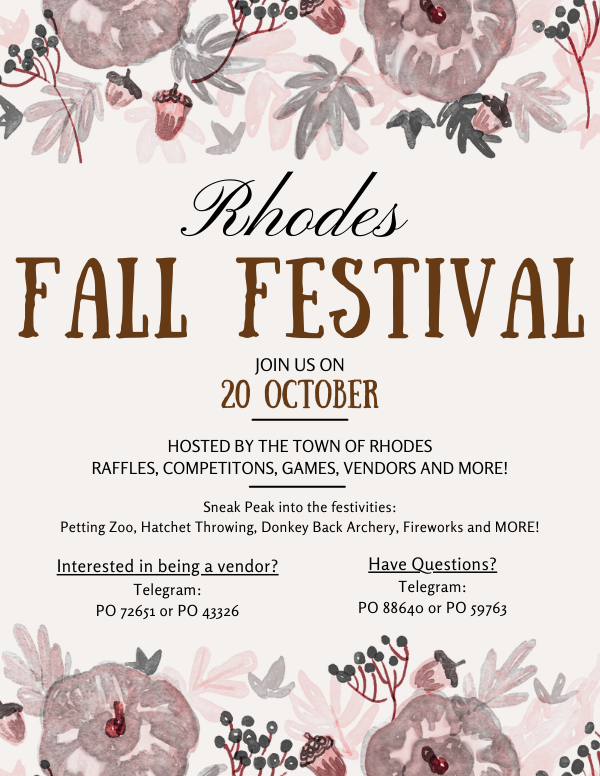 Rhodes
FALL FESTIVAL
JOIN US ON
20 OCTOBER
HOSTED BY THE TOWN OF RHODES
RAFFLES, COMPETITONS, GAMES, VENDORS AND MORE!
Sneak Peak into the festivities:
Petting Zoo, Hatchet Throwing, Donkey Back Archery, Fireworks and MORE!
Interested in being a vendor?
Telegram:
PO 72651 or PO 43326
Have Questions?
Telegram:
PO 88640 or PO 59763